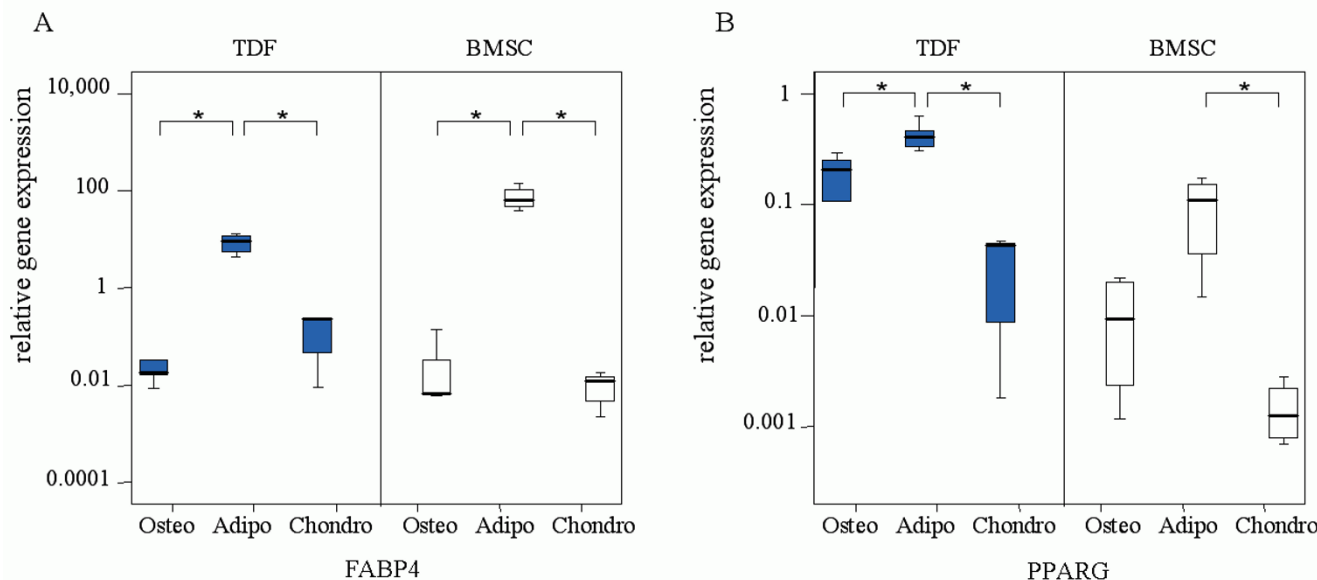 A
TDF
BMSC
relative gene expression
10,000
100
1
0.01
0.0001
*
*
*
*
Osteo
Adipo
Chondro
Osteo
Adipo
Chondro
FABP4
B
TDF
BMSC
relative gene expression
1
0.1
0.01
0.001
*
*
*
Osteo
Adipo
Chondro
Osteo
Adipo
Chondro
PPARG